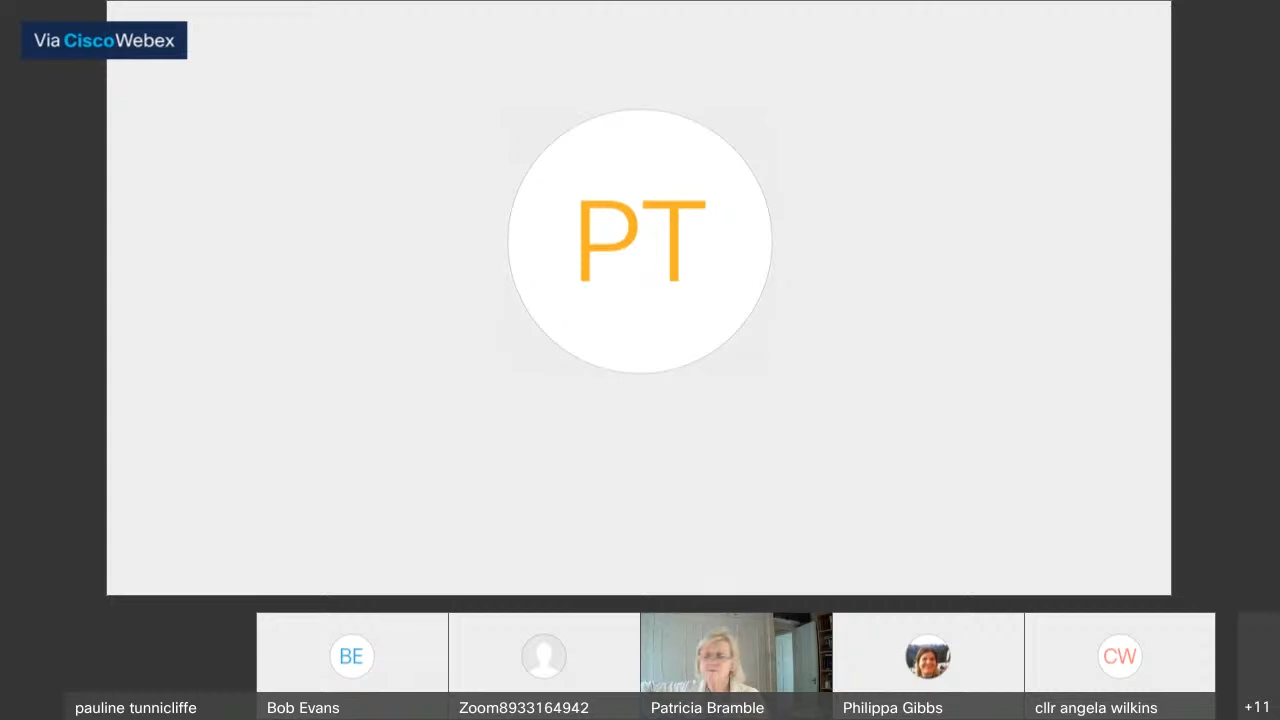 Via CiscoWebex
PT
BE
CW
pauline tunnicliffe
Bob Evans
Zoom8933164942
Patricia Bramble
Philippa Gibbs
cllr angela wilkins
+11